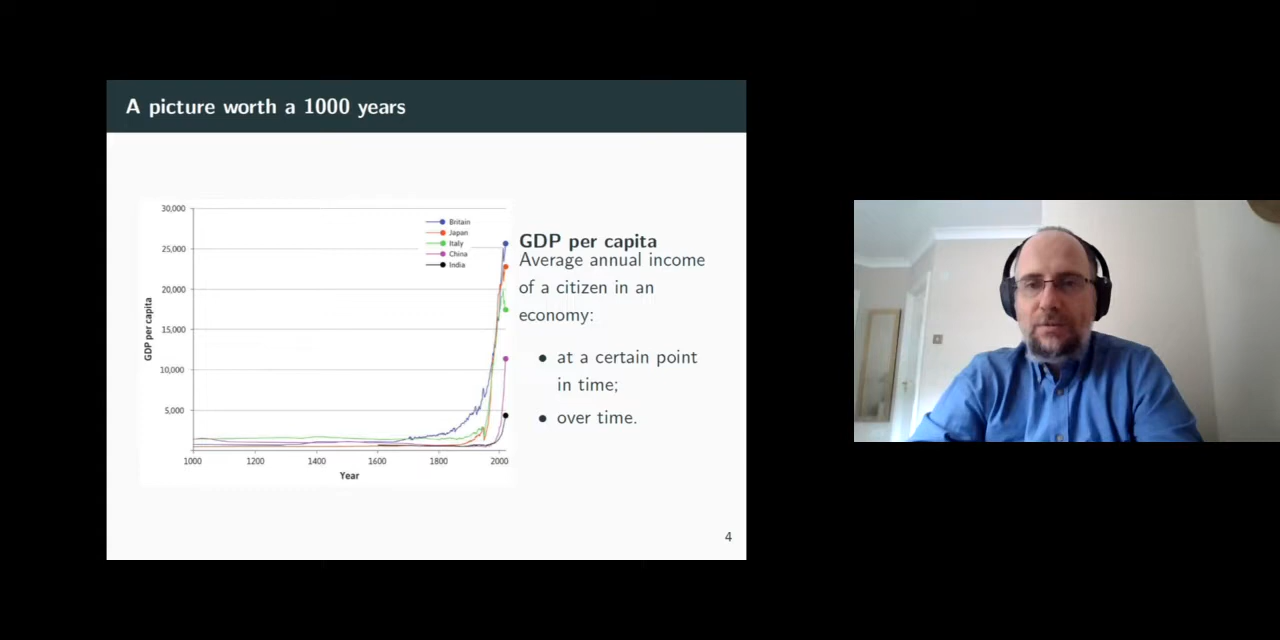 A picture worth a 1000 years
30,000
25,000
20,000
15,000
10,000
5,000
GDP per capita
1000 1200 1400 1600 1800 2000
Year
Britain
Japan
Italy
China
India
GDP per capita
Average annual income
of a citizen in an
economy:
• at a certain point
in time;
• over time.
4